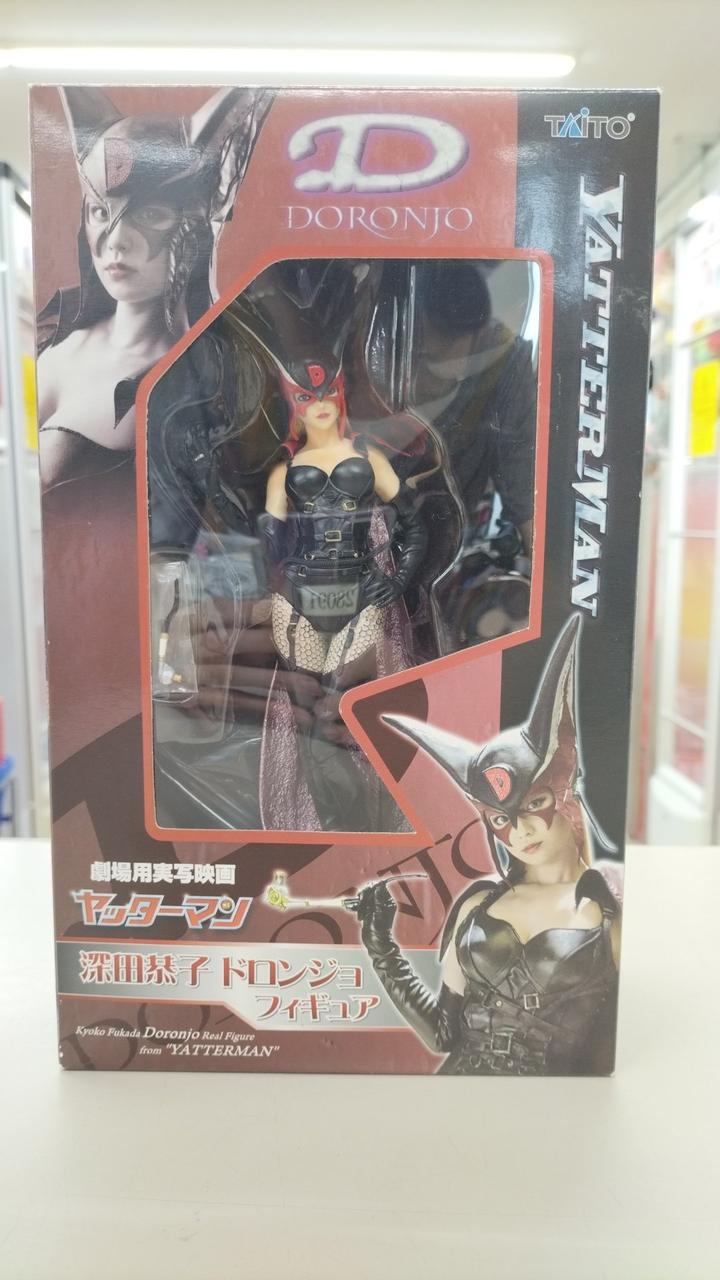 TAITO
D
DORONJO
YATTERMAN
D
D
劇場用実写映画
ヤッターマン
深田恭子 ドロンジョ
フィギュア
Kyoko Fukada Doronjo Real Figure
from "YATTERMAN"